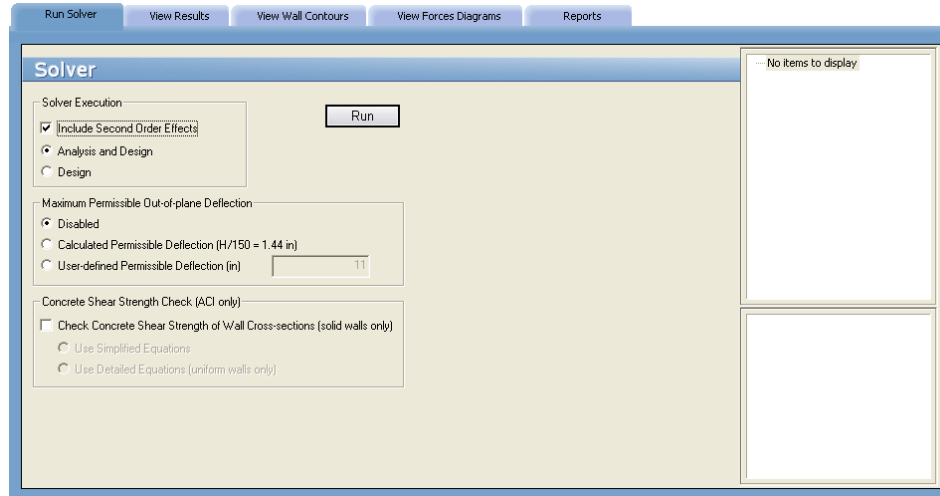 Run Solver
View Results
View Wall Contours
View Forces Diagrams
Reports
Solver
Solver Execution
Include Second Order Effects
Analysis and Design
Design
Run
Maximum Permissible Out-of-plane Deflection
Disabled
Calculated Permissible Deflection (H/150 = 1.44 in)
User-defined Permissible Deflection (in)
11
Concrete Shear Strength Check (ACI only)
Check Concrete Shear Strength of Wall Cross-sections (solid walls only)
Use Simplified Equations
Use Detailed Equations (uniform walls only)
No items to display